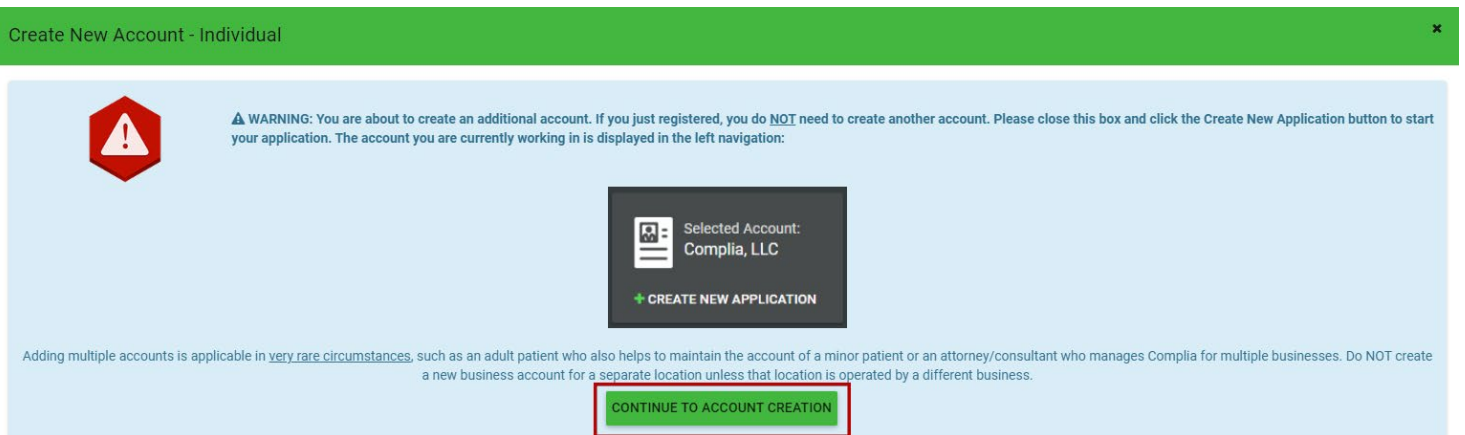 Create New Account - Individual
WARNING: You are about to create an additional account. If you just registered, you do NOT need to create another account. Please close this box and click the Create New Application button to start
your application. The account you are currently working in is displayed in the left navigation:
Selected Account:
Complia, LLC
+ CREATE NEW APPLICATION
Adding multiple accounts is applicable in very rare circumstances, such as an adult patient who also helps to maintain the account of a minor patient or an attorney/consultant who manages Complia for multiple businesses. Do NOT create
a new business account for a separate location unless that location is operated by a different business.
CONTINUE TO ACCOUNT CREATION